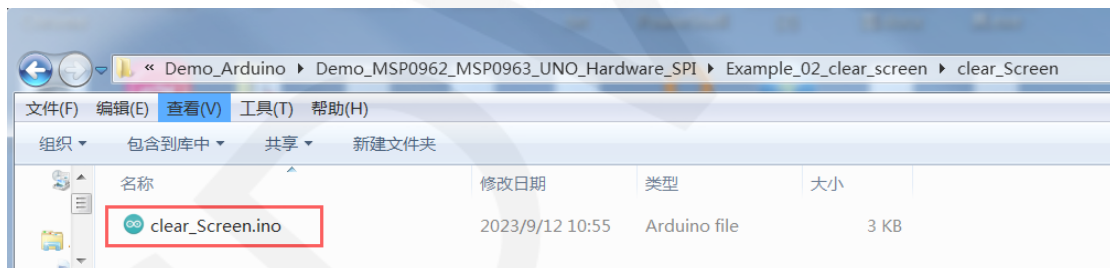 « Demo_Arduino ▸ Demo_MSP0962_MSP0963_UNO_Hardware_SPI ▸ Example_02_clear_screen ▸ clear_Screen
文件(F) 编辑(E) 查看(V) 工具(T) 帮助(H)
组织 ▾ 包含到库中 ▾ 共享 ▾ 新建文件夹
名称 修改日期 类型 大小
clear_Screen.ino 2023/9/12 10:55 Arduino file 3 KB